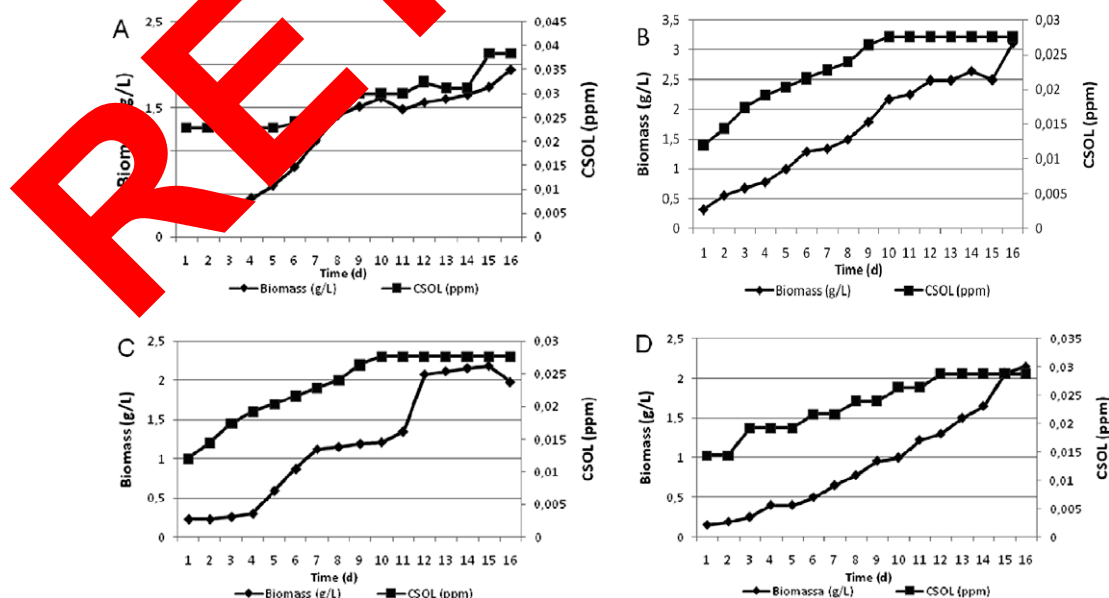 RE
A
2,5
1,5
0
g/L)
0,045
0,04
0,035
0,03
0,025
0,02
0,015
0,01
0,005
0
CSOL (ppm)
1 2 3 4 5 6 7 8 9 10 11 12 13 14 15 16
Time (d)
Biomass (g/L) CSOL (ppm)
B
Biomass (g/L)
3,5
3
2,5
2
1,5
1
0,5
0
0,03
0,025
0,02
0,015
0,01
0,005
0
CSOL (ppm)
1 2 3 4 5 6 7 8 9 10 11 12 13 14 15 16
Time (d)
Biomass (g/L) CSOL (ppm)
C
Biomass (g/L)
2,5
2
1,5
1
0,5
0
0,03
0,025
0,02
0,015
0,01
0,005
0
CSOL (ppm)
1 2 3 4 5 6 7 8 9 10 11 12 13 14 15 16
Time (d)
Biomass (g/L) CSOL (ppm)
D
Biomass (g/L)
2,5
2
1,5
1
0,5
0
0,035
0,03
0,025
0,02
0,015
0,01
0,005
0
CSOL (ppm)
1 2 3 4 5 6 7 8 9 10 11 12 13 14 15 16
Time (d)
Biomassa (g/L) CSOL (ppm)